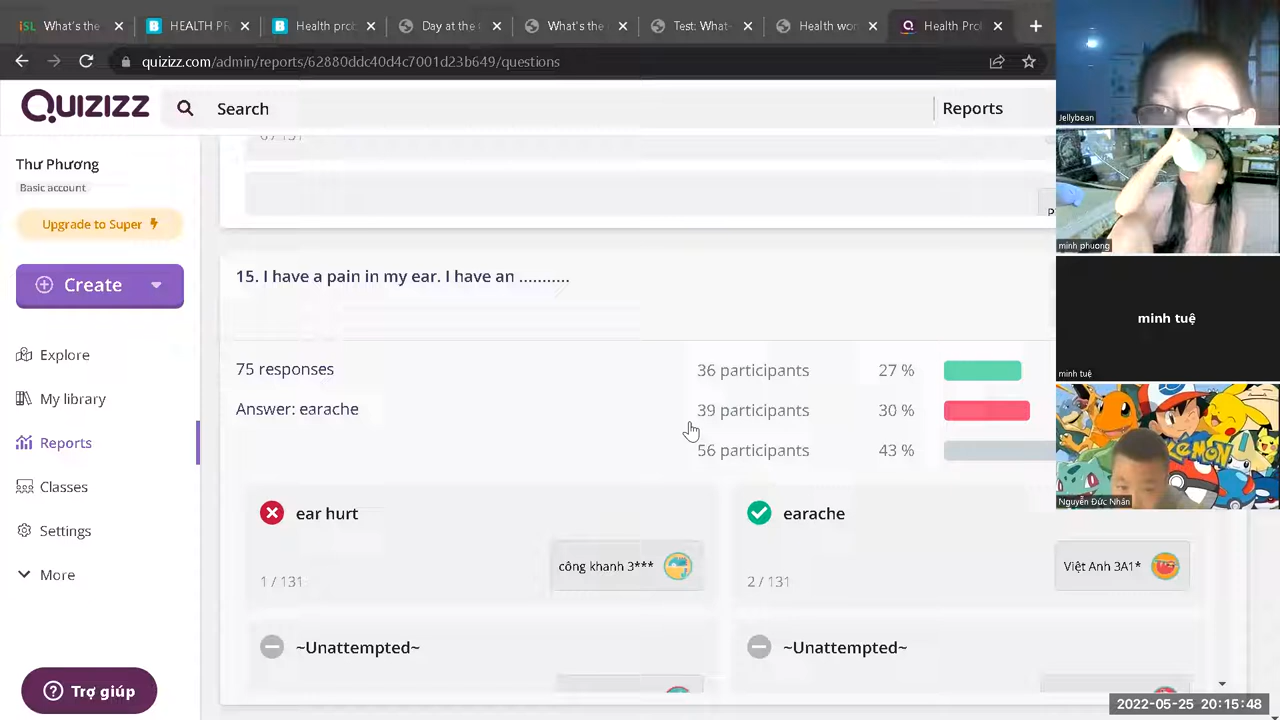 What's the
HEALTH PR
Health prc
Day at the
What's the
Test: What
Health wor
Health Prol
quizizz.com/admin/reports/62880ddc40d4c7001d23b649/questions
QUIZIZZ
Search
Reports
Thư Phương
Basic account
Upgrade to Super
Create
Explore
My library
Reports
Classes
Settings
More
Trợ giúp
15. I have a pain in my ear. I have an ..........
75 responses
36 participants 27 %
Answer: earache
39 participants 30 %
56 participants 43 %
ear hurt
công khanh 3***
1 / 131
earache
Việt Anh 3A1*
2 / 131
~Unattempted~
~Unattempted~
Jellybean
minh phuong
minh tuệ
minh tuệ
POKÉMON
Nguyễn Đức Nhân
2022-05-25 20:15:48